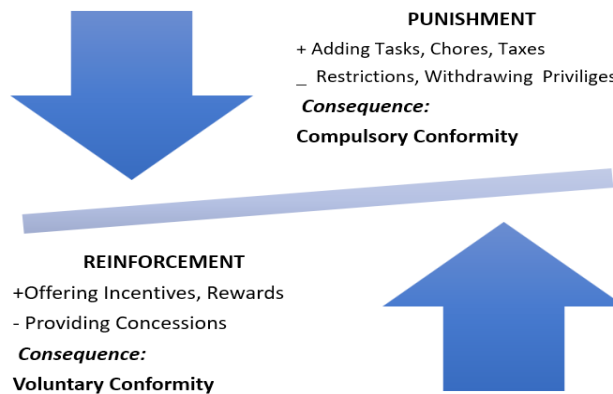 PUNISHMENT
+ Adding Tasks, Chores, Taxes
_ Restrictions, Withdrawing Priviliges
Consequence:
Compulsory Conformity
REINFORCEMENT
+Offering Incentives, Rewards
- Providing Concessions
Consequence:
Voluntary Conformity